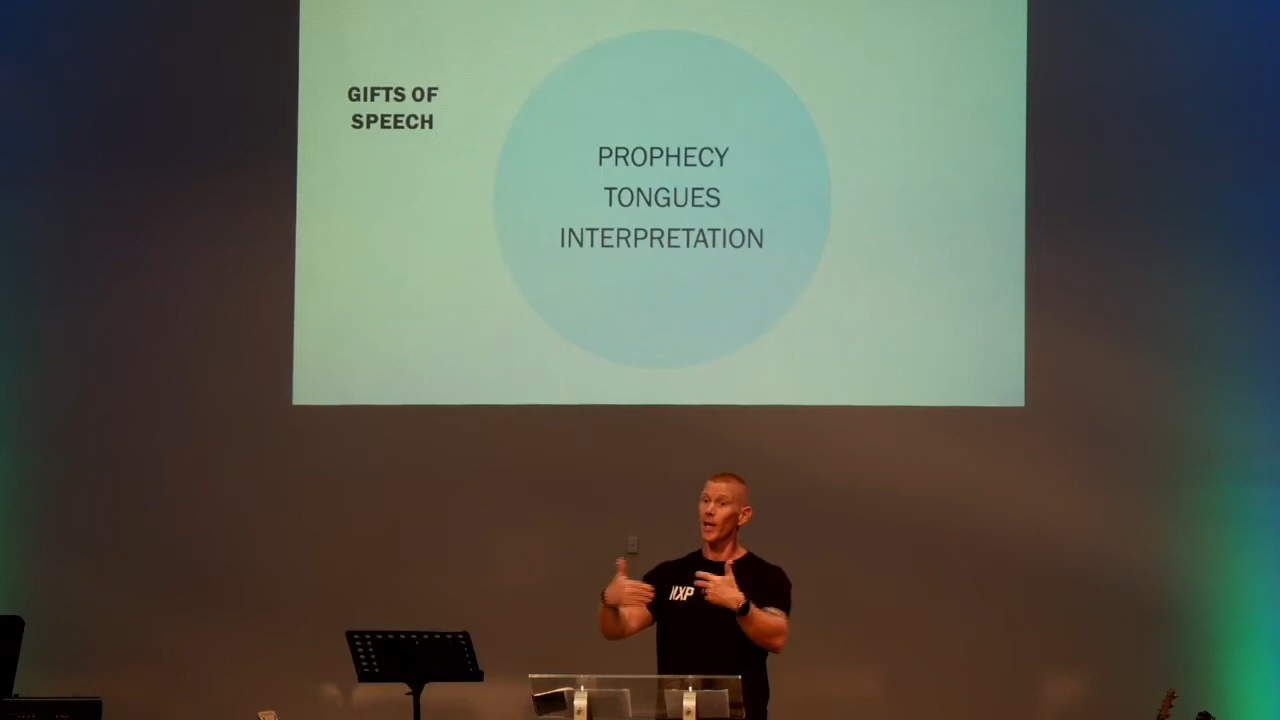 GIFTS OF
SPEECH
PROPHECY
TONGUES
INTERPRETATION